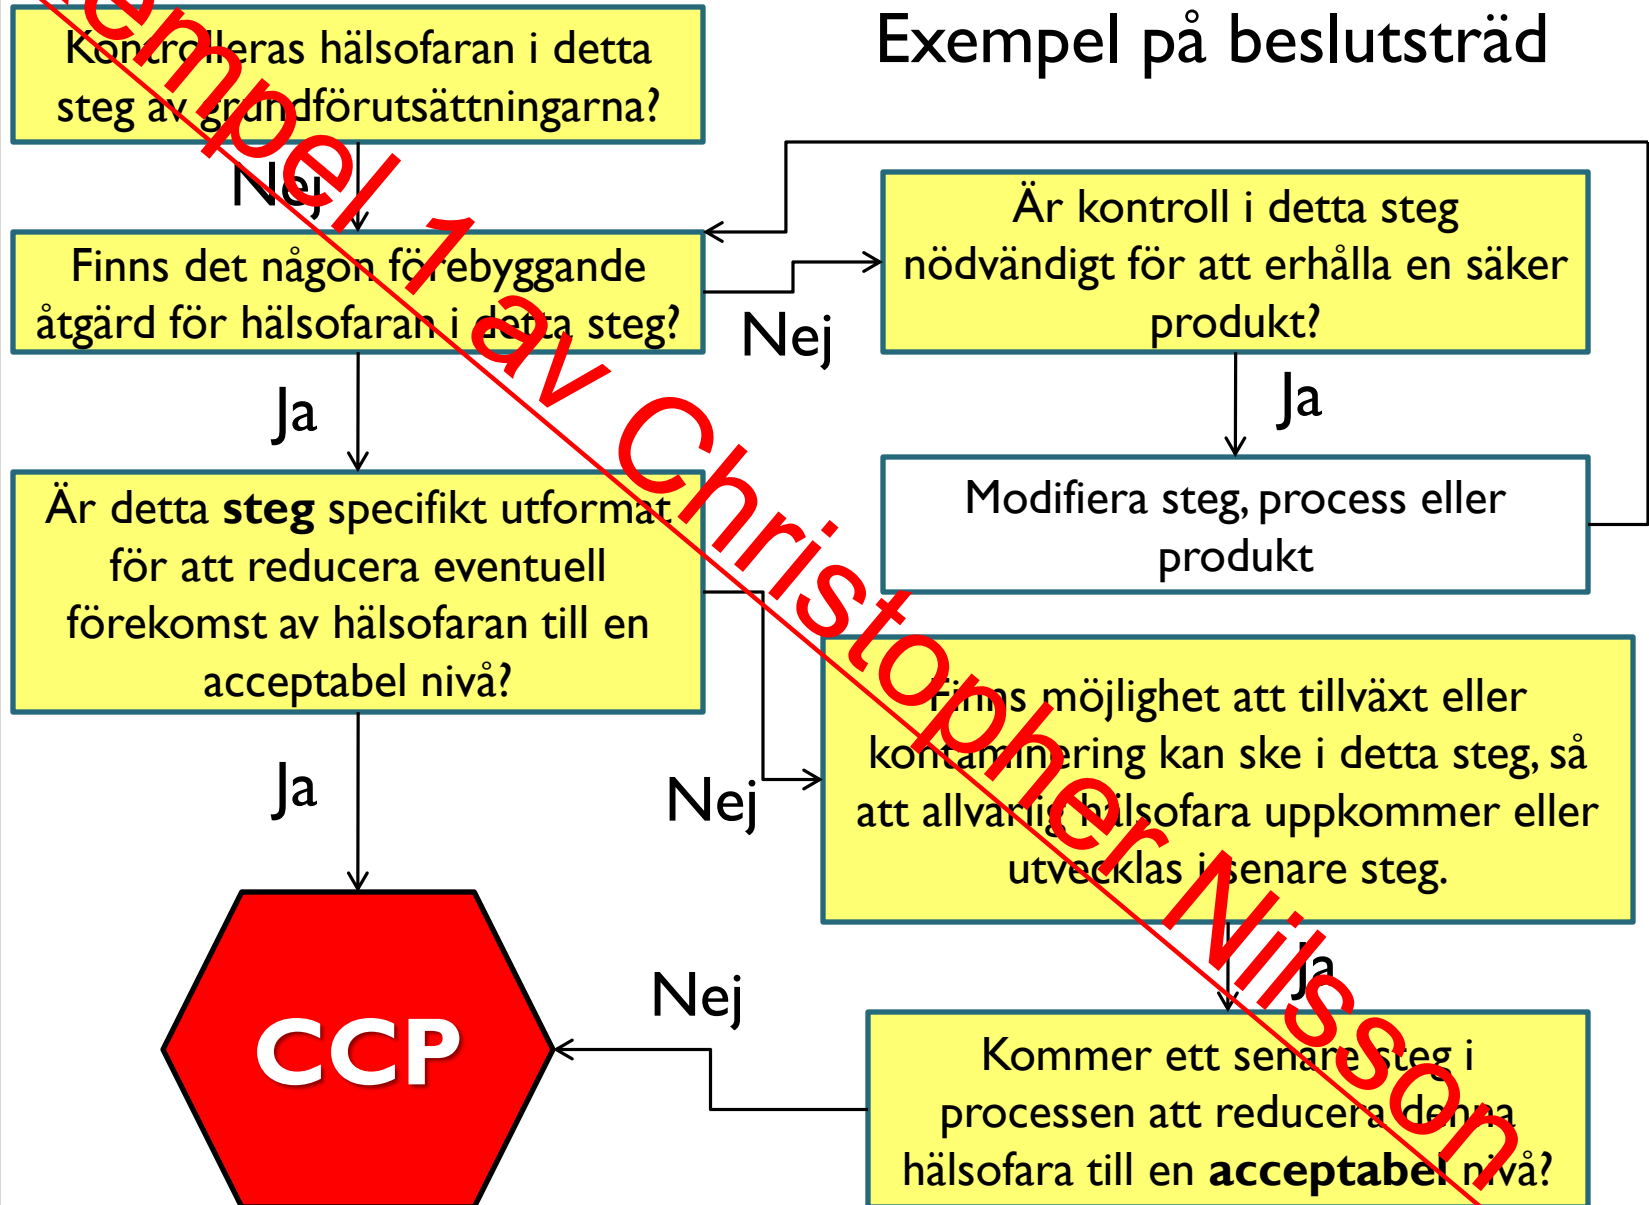 Exempel på beslutsträd
Kontrolleras hälsofaran i detta
steg av grundförutsättningarna?
Nej
Finns det någon förebyggande
åtgärd för hälsofaran i detta steg?
Nej
Är kontroll i detta steg
nödvändigt för att erhålla en säker
produkt?
Ja
Modifiera steg, process eller
produkt
Ja
Är detta steg specifikt utformat
för att reducera eventuell
förekomst av hälsofaran till en
acceptabel nivå?
Nej
Finns möjlighet att tillväxt eller
kontaminering kan ske i detta steg, så
att allvarlig hälsofara uppkommer eller
utvecklas i senare steg.
Ja
Ja
Kommer ett senare steg i
processen att reducera denna
hälsofara till en acceptabel nivå?
Nej
CCP
1 av Christopher Nilsson